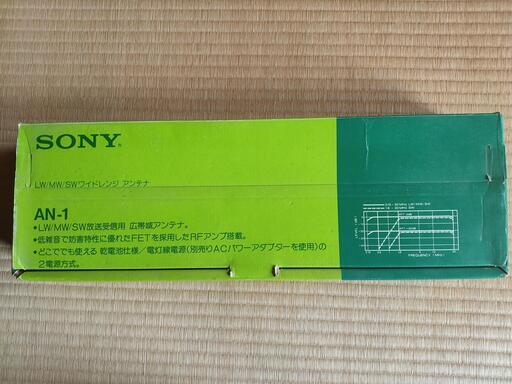 SONY
LW/MW/SWワイドレンジ アンテナ
AN-1
•LW/MW/SW放送受信用 広帯域アンテナ。
•低雑音で妨害特性に優れたFETを採用したRFアンプ搭載。
•どこででも使える 乾電池仕様/電灯線電源(別売りACパワーアダプターを使用)の
2電源方式。
LEVEL (dB)
FREQUENCY (MHz)